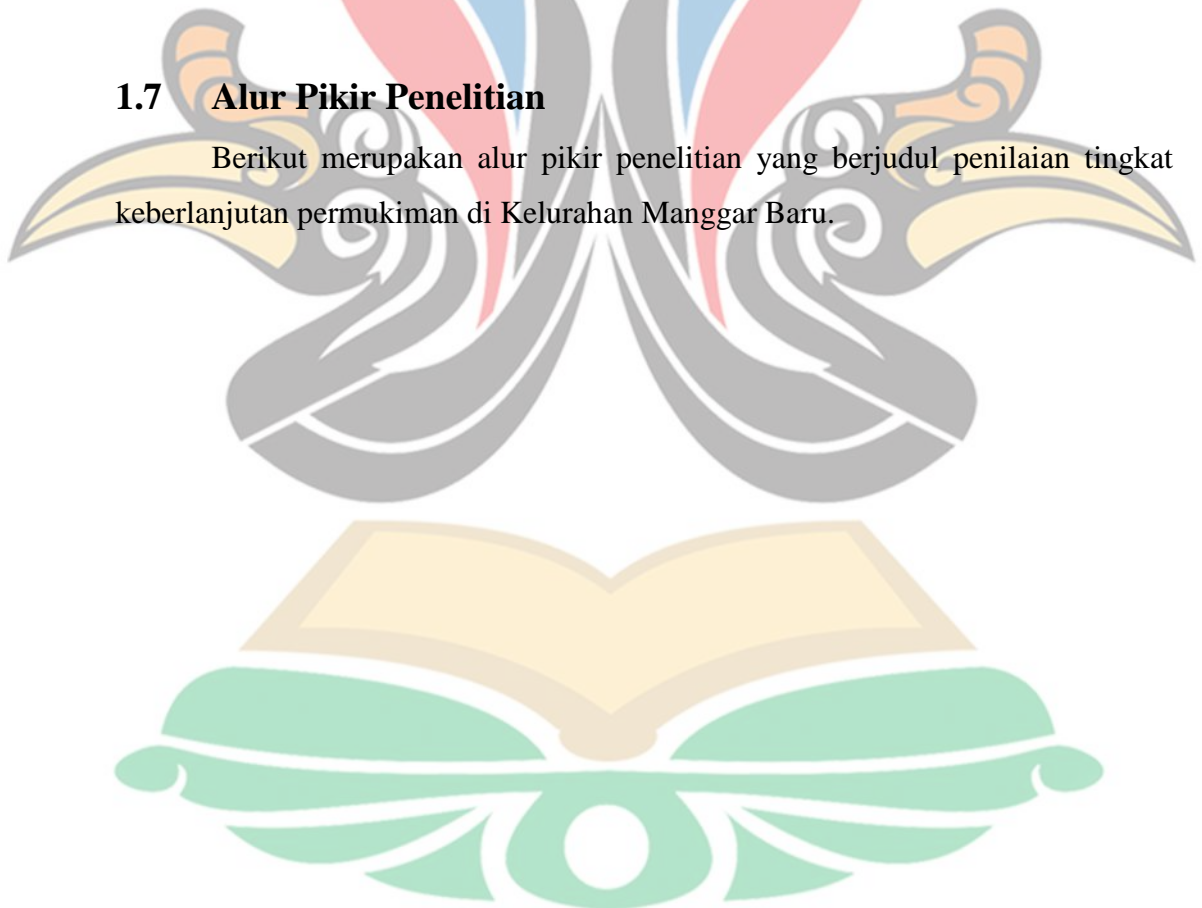 1.7 Alur Pikir Penelitian
Berikut merupakan alur pikir penelitian yang berjudul penilaian tingkat
keberlanjutan permukiman di Kelurahan Manggar Baru.